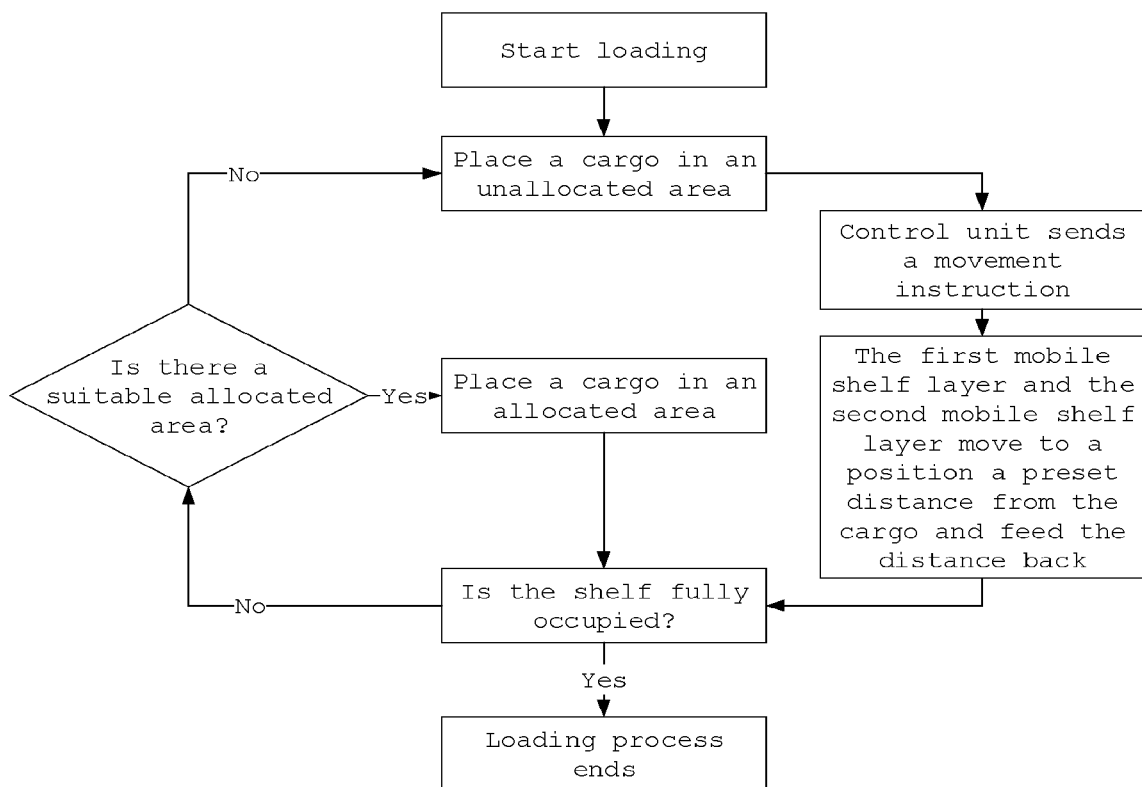 Start loading
Place a cargo in an
unallocated area
No
Control unit sends
a movement
instruction
Is there a
suitable allocated
area?
Yes
Place a cargo in an
allocated area
The first mobile
shelf layer and the
second mobile shelf
layer move to a
position a preset
distance from the
cargo and feed the
distance back
Is the shelf fully
occupied?
No
Yes
Loading process
ends